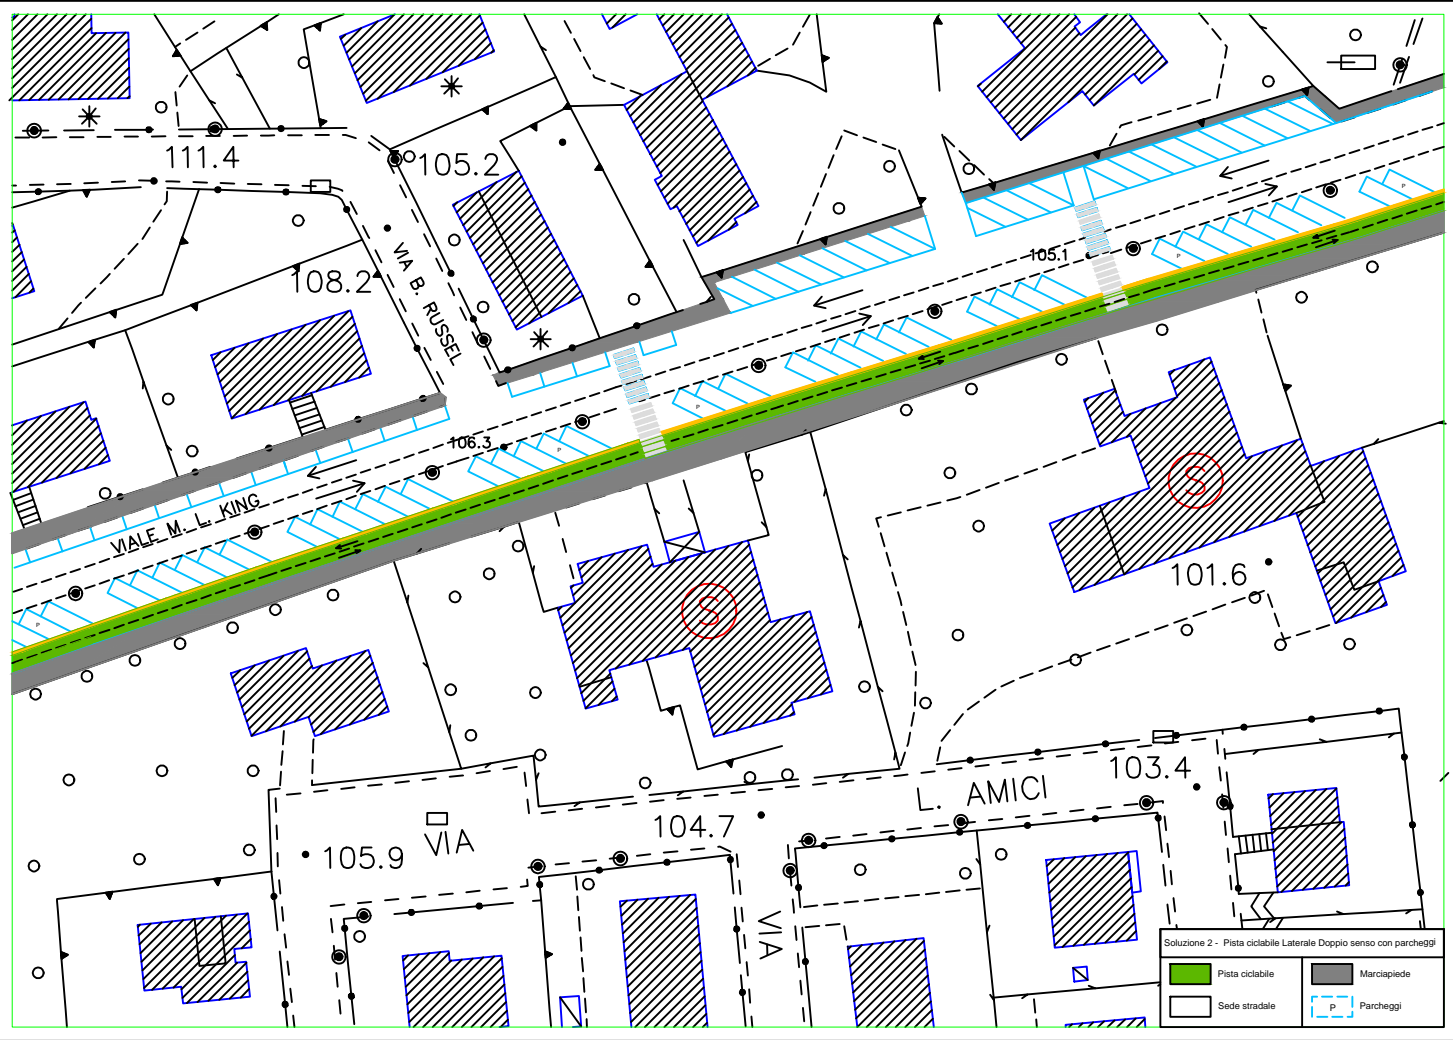 111.4
105.2
VIA B. RUSSEL
108.2
105.1
106.3
VIALE M. L. KING
P
P
P
P
P
S
S
101.6
103.4
L. AMICI
104.7
VIA
105.9
VIA
Soluzione 2 - Pista ciclabile Laterale Doppio senso con parcheggi
Pista ciclabile
Marciapiede
Sede stradale
P
Parcheggi